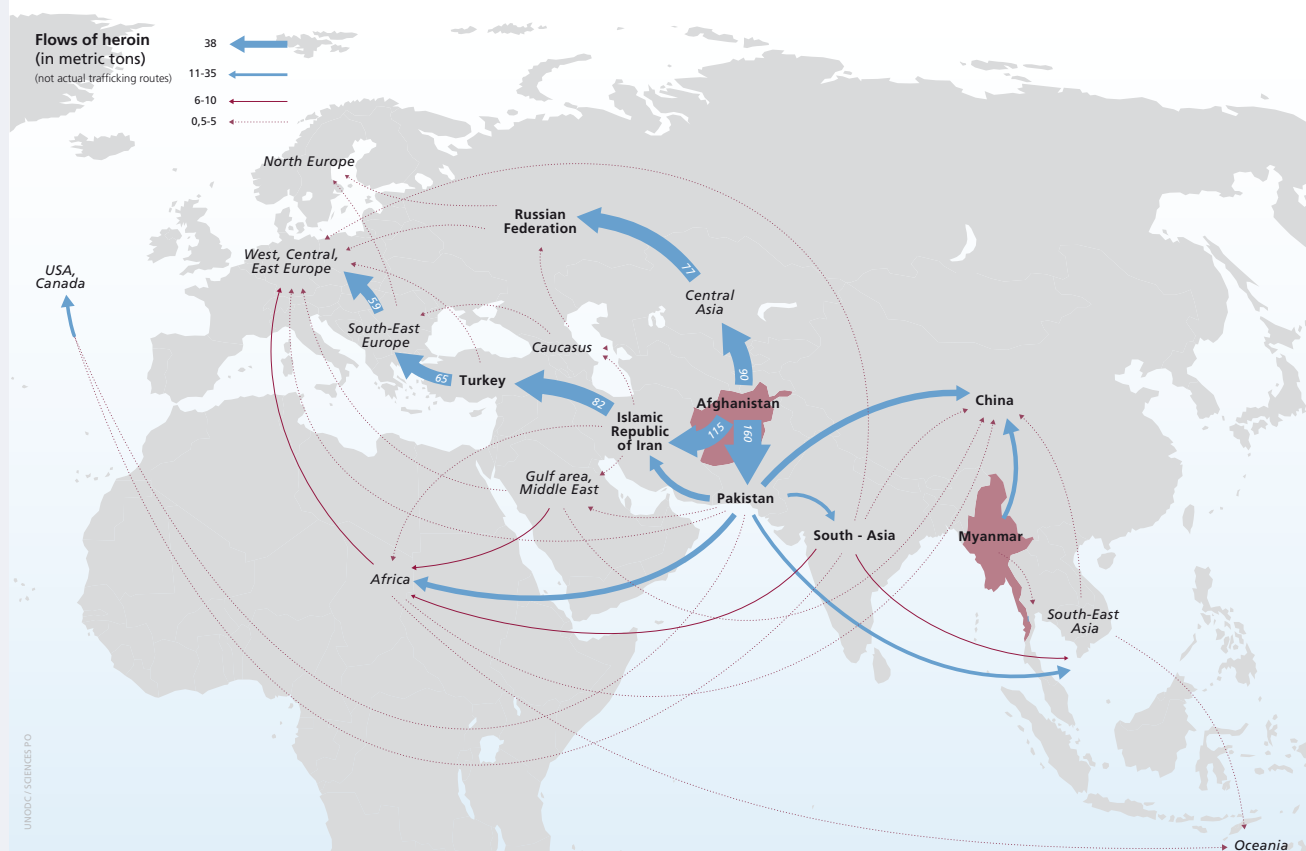 Flows of heroin
(in metric tons)
(not actual trafficking routes)
38
11-35
6-10
0,5-5
North Europe
Russian
Federation
West, Central,
East Europe
USA,
Canada
77
Central
Asia
59
South-East
Europe
Caucasus
65
Turkey
82
90
Afghanistan
115
160
Islamic
Republic
of Iran
China
Gulf area,
Middle East
Pakistan
South - Asia
Myanmar
Africa
South-East
Asia
Oceania
UNODC / SCIENCES PO